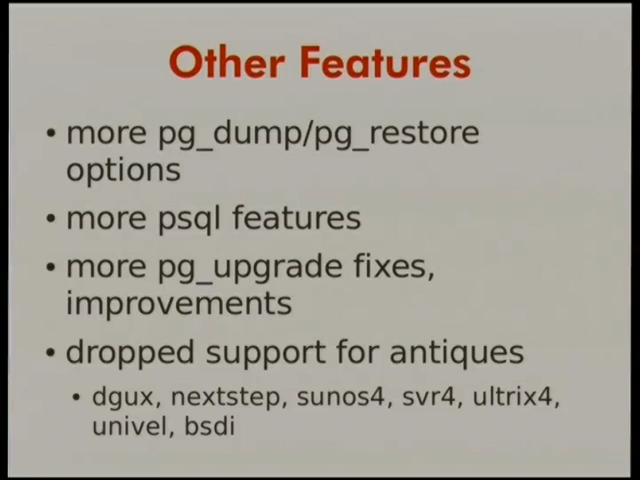 Other Features
• more pg_dump/pg_restore
options
• more psql features
• more pg_upgrade fixes,
improvements
• dropped support for antiques
• dgux, nextstep, sunos4, svr4, ultrix4,
univel, bsdi